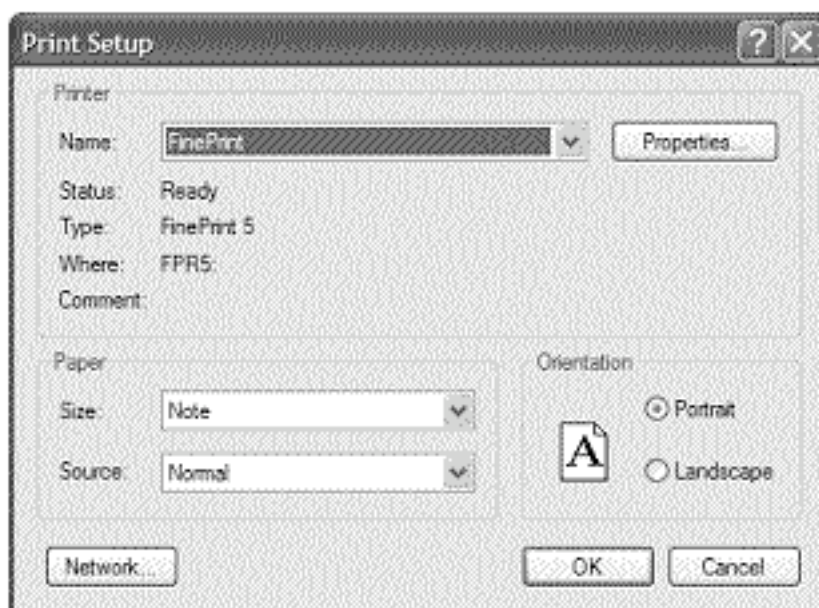 Print Setup
Printer
Name: FinePrint Properties...
Status: Ready
Type: FinePrint 5
Where: FPR5:
Comment:
Paper
Size: Note
Source: Normal
Orientation
A
Portrait
Landscape
Network... OK Cancel